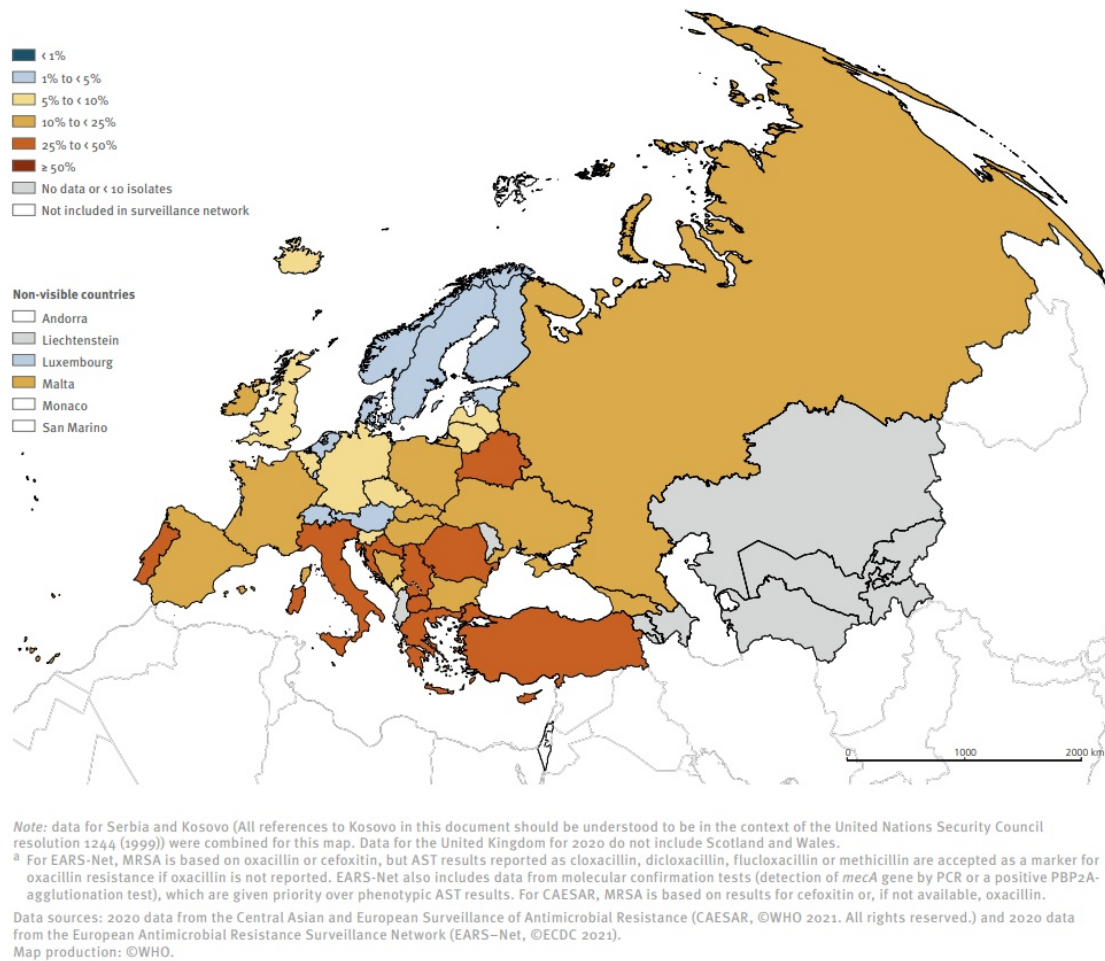 < 1%
1% to < 5%
5% to < 10%
10% to < 25%
25% to < 50%
≥ 50%
No data or < 10 isolates
Not included in surveillance network
Non-visible countries
Andorra
Liechtenstein
Luxembourg
Malta
Monaco
San Marino
0 1000 2000 km
Note: data for Serbia and Kosovo (All references to Kosovo in this document should be understood to be in the context of the United Nations Security Council
resolution 1244 (1999)) were combined for this map. Data for the United Kingdom for 2020 do not include Scotland and Wales.
a For EARS-Net, MRSA is based on oxacillin or cefoxitin, but AST results reported as cloxacillin, dicloxacillin, flucloxacillin or methicillin are accepted as a marker for
oxacillin resistance if oxacillin is not reported. EARS-Net also includes data from molecular confirmation tests (detection of mecA gene by PCR or a positive PBP2A-
agglutionation test), which are given priority over phenotypic AST results. For CAESAR, MRSA is based on results for cefoxitin or, if not available, oxacillin.
Data sources: 2020 data from the Central Asian and European Surveillance of Antimicrobial Resistance (CAESAR, ©WHO 2021. All rights reserved.) and 2020 data
from the European Antimicrobial Resistance Surveillance Network (EARS–Net, ©ECDC 2021).
Map production: ©WHO.